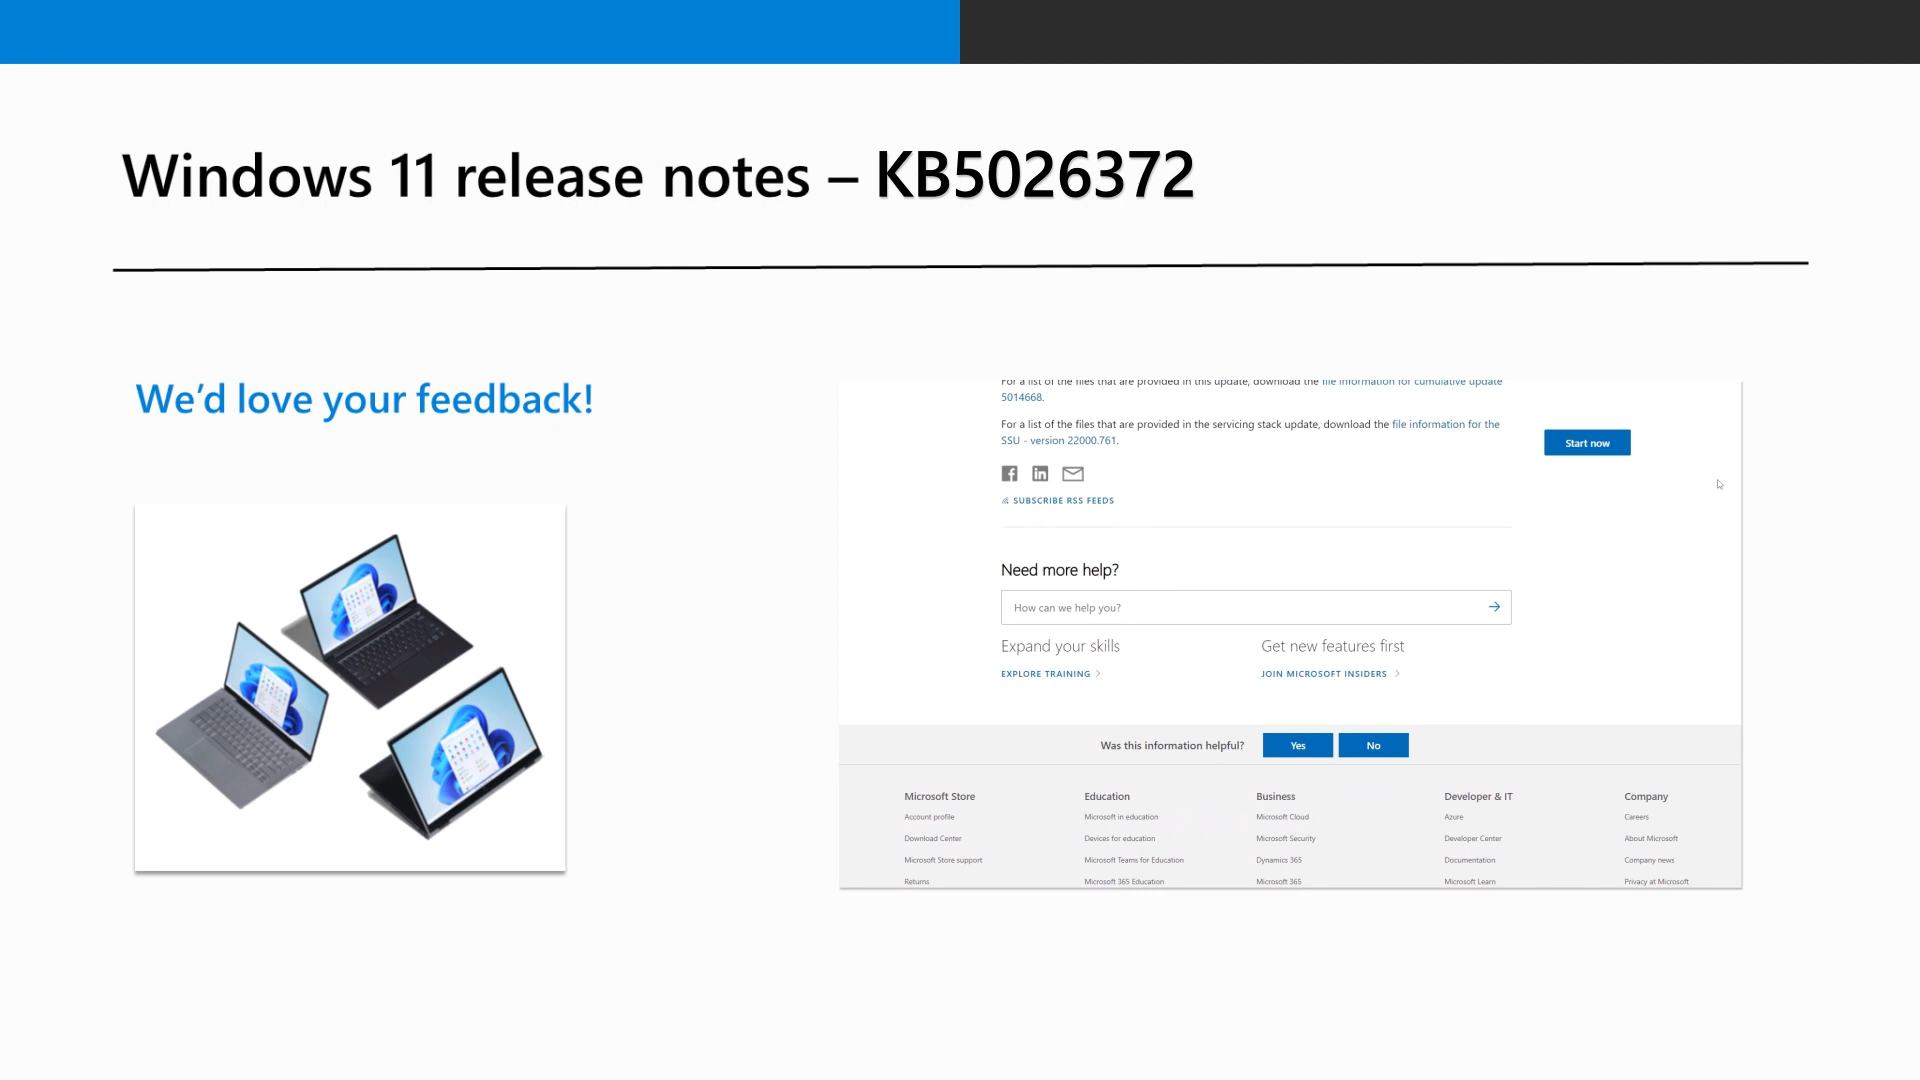 Windows 11 release notes – KB5026372
We’d love your feedback!
For a list of the files that are provided in this update, download the file information for cumulative update
5014668.
For a list of the files that are provided in the servicing stack update, download the file information for the
SSU - version 22000.761.
Start now
SUBSCRIBE RSS FEEDS
Need more help?
How can we help you?
Expand your skills
Get new features first
EXPLORE TRAINING
JOIN MICROSOFT INSIDERS
Was this information helpful?
Yes
No
Microsoft Store
Account profile
Download Center
Microsoft Store support
Returns
Education
Microsoft in education
Devices for education
Microsoft Teams for Education
Microsoft 365 Education
Business
Microsoft Cloud
Microsoft Security
Dynamics 365
Microsoft 365
Developer & IT
Azure
Developer Center
Documentation
Microsoft Learn
Company
Careers
About Microsoft
Company news
Privacy at Microsoft